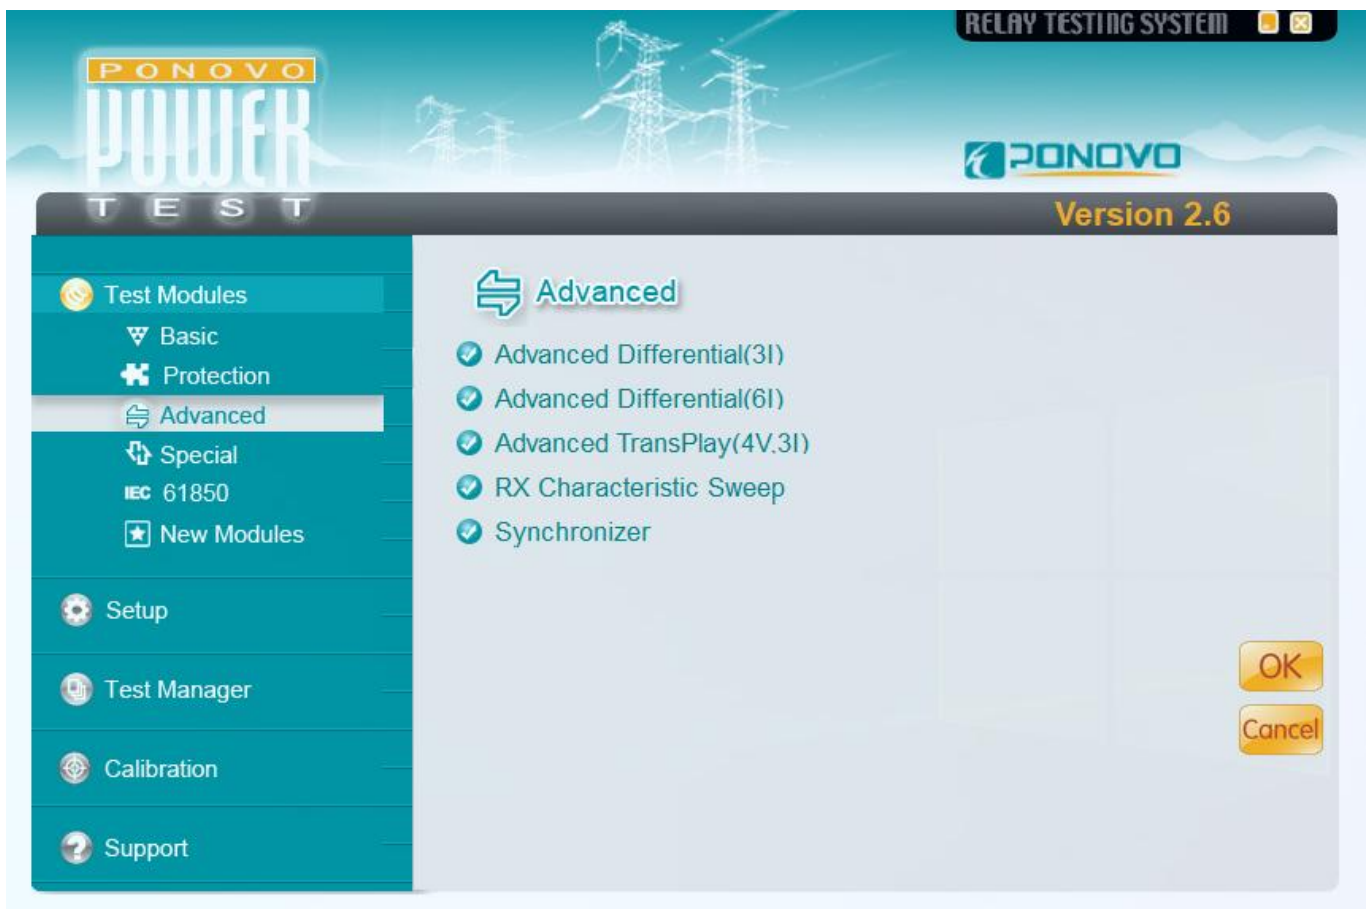 RELAY TESTING SYSTEM
PONOVO
POWER
TEST
PONOVO
Version 2.6
Test Modules
Basic
Protection
Advanced
Special
IEC 61850
New Modules
Setup
Test Manager
Calibration
Support
Advanced
Advanced Differential(3I)
Advanced Differential(6I)
Advanced TransPlay(4V,3I)
RX Characteristic Sweep
Synchronizer
OK
Cancel